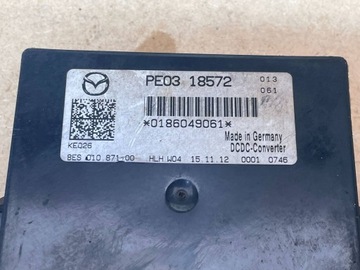 PE03 18572 013
061
*0186049061*
KE026
Made in Germany
DCDC-Converter
8ES 010 871-00 HLH W04 15.11.12 0001 0746